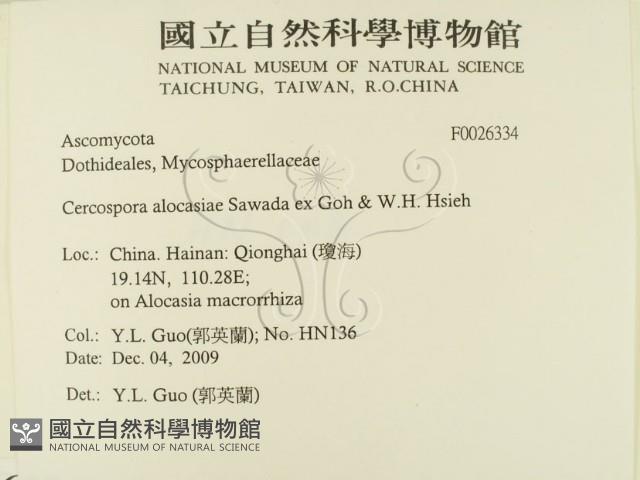 國立自然科學博物館
NATIONAL MUSEUM OF NATURAL SCIENCE
TAICHUNG, TAIWAN, R.O.CHINA
Ascomycota F0026334
Dothideales, Mycosphaerellaceae
Cercospora alocasiae Sawada ex Goh & W.H. Hsieh
Loc.: China. Hainan: Qionghai (瓊海)
19.14N, 110.28E;
on Alocasia macrorrhiza
Col.: Y.L. Guo(郭英蘭); No. HN136
Date: Dec. 04, 2009
Det.: Y.L. Guo (郭英蘭)
國立自然科學博物館
NATIONAL MUSEUM OF NATURAL SCIENCE